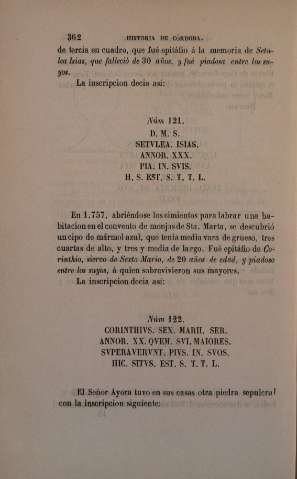 362 HISTORIA DE CÓRDOBA.
de tercia en cuadro, que fué epitáfio á la memoria de Setu-
lea Isias, que falleció de 30 años, y fué piadosa entre los su-
yos.
La inscripcion decia así:
Núm 121.
D. M. S.
SETVLEA. ISIAS.
ANNOR. XXX.
PIA. IN. SVIS.
H. S. EST. S. T. T. L.
En 1.757, abriéndose los cimientos para labrar una ha-
bitacion en el convento de monjas de Sta. Marta, se descubrió
un cipo de mármol azul, que tenia media vara de grueso, tres
cuartas de alto, y tres y media de largo. Fué epitáfio de Co-
rinthio, siervo de Sexto Mario, de 20 años de edad, y piadoso
entre los suyos, á quien sobrevivieron sus mayores.
La inscripcion decia así:
Núm 122.
CORINTHIVS. SEX. MARII. SER.
ANNOR. XX. QVEM. SVI. MAIORES.
SVPERAVERVNT. PIVS. IN. SVOS.
HIC. SITVS. EST. S. T. T. L.
El Señor Ayora tuvo en sus casas otra piedra sepulcral
con la inscripcion siguiente: